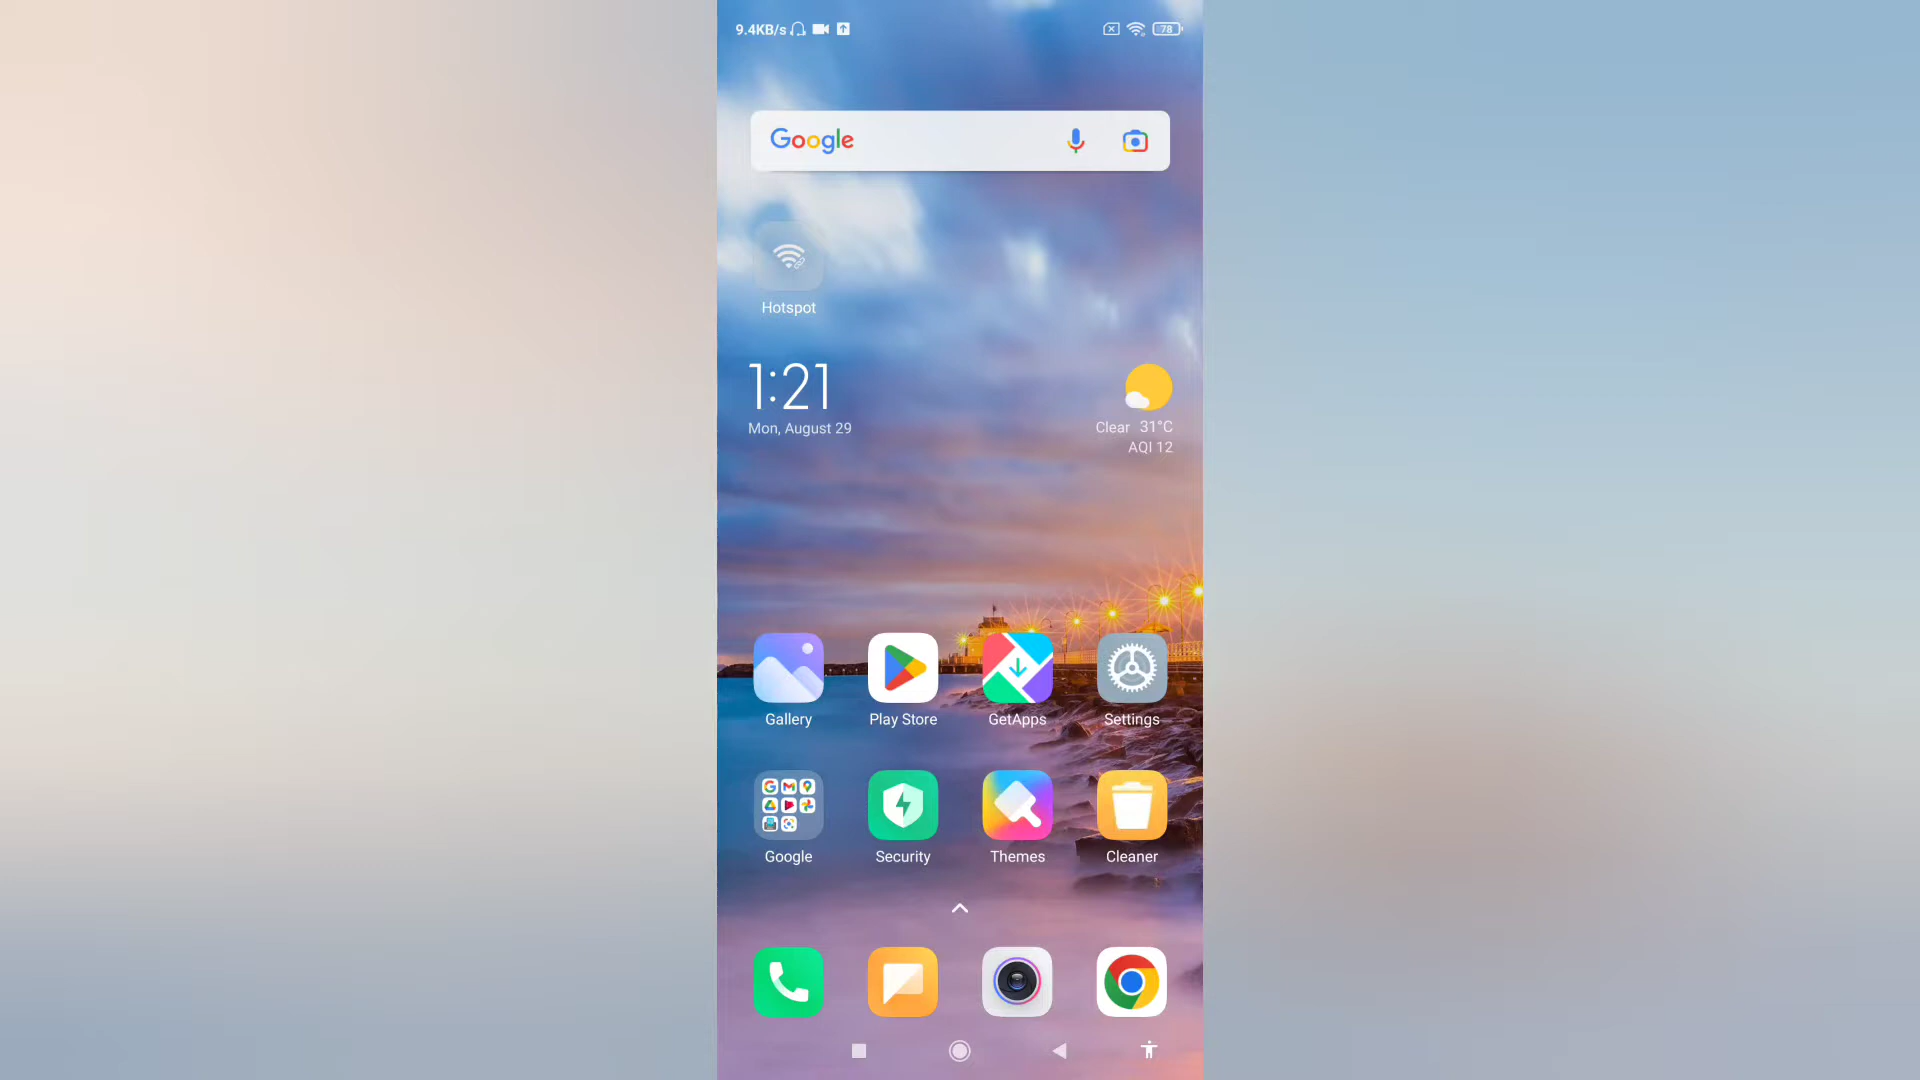 9.4KB/s 78
Google
Hotspot
1:21
Mon, August 29
Clear 31°C
AQI 12
Gallery Play Store GetApps Settings
Google Security Themes Cleaner